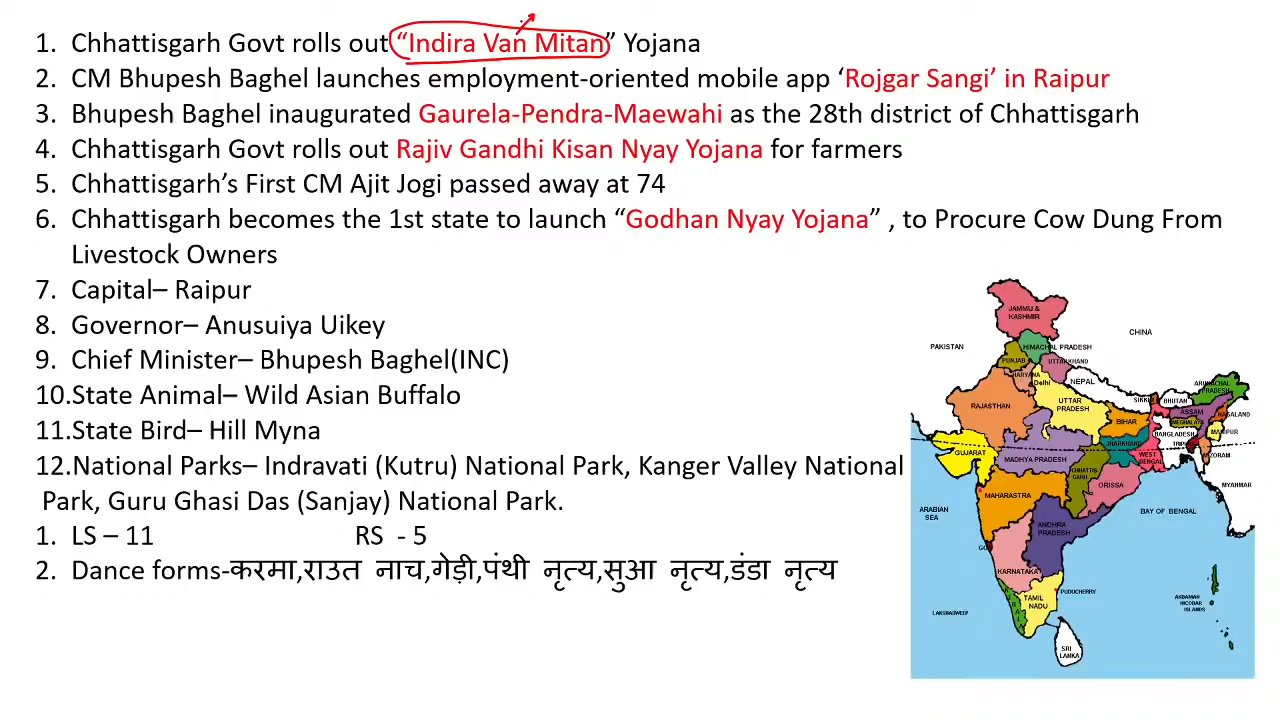 1. Chhattisgarh Govt rolls out “Indira Van Mitan” Yojana
2. CM Bhupesh Baghel launches employment-oriented mobile app ‘Rojgar Sangi’ in Raipur
3. Bhupesh Baghel inaugurated Gaurela-Pendra-Maewahi as the 28th district of Chhattisgarh
4. Chhattisgarh Govt rolls out Rajiv Gandhi Kisan Nyay Yojana for farmers
5. Chhattisgarh’s First CM Ajit Jogi passed away at 74
6. Chhattisgarh becomes the 1st state to launch “Godhan Nyay Yojana” , to Procure Cow Dung From
Livestock Owners
7. Capital– Raipur
8. Governor– Anusuiya Uikey
9. Chief Minister– Bhupesh Baghel(INC)
10.State Animal– Wild Asian Buffalo
11.State Bird– Hill Myna
12.National Parks– Indravati (Kutru) National Park, Kanger Valley National
Park, Guru Ghasi Das (Sanjay) National Park.
1. LS – 11 RS - 5
2. Dance forms-करमा,राउत नाच,गेड़ी,पंथी नृत्य,सुआ नृत्य,डंडा नृत्य
JAMMU &
KASHMIR
CHINA
PAKISTAN
HIMACHAL PRADESH
PUNJAB
UTTARKHAND
HARYANA
Delhi
NEPAL
ARUNACHAL
PRADESH
SIKKIM
BHUTAN
RAJASTHAN
UTTAR
PRADESH
ASSAM
NAGALAND
BIHAR
MEGHALAYA
MANIPUR
BANGLADESH
JHARKHAND
GUJARAT
MADHYA PRADESH
WEST
BENGAL
MIZORAM
CHHATTIS
GARH
ORISSA
MYANMAR
MAHARASTRA
ARABIAN
SEA
BAY OF BENGAL
ANDHRA
PRADESH
KARNATAKA
PUDUCHERRY
TAMIL
NADU
KERALA
ANDAMAN
NICOBAR
ISLANDS
LAKSHADWEEP
SRI
LANKA